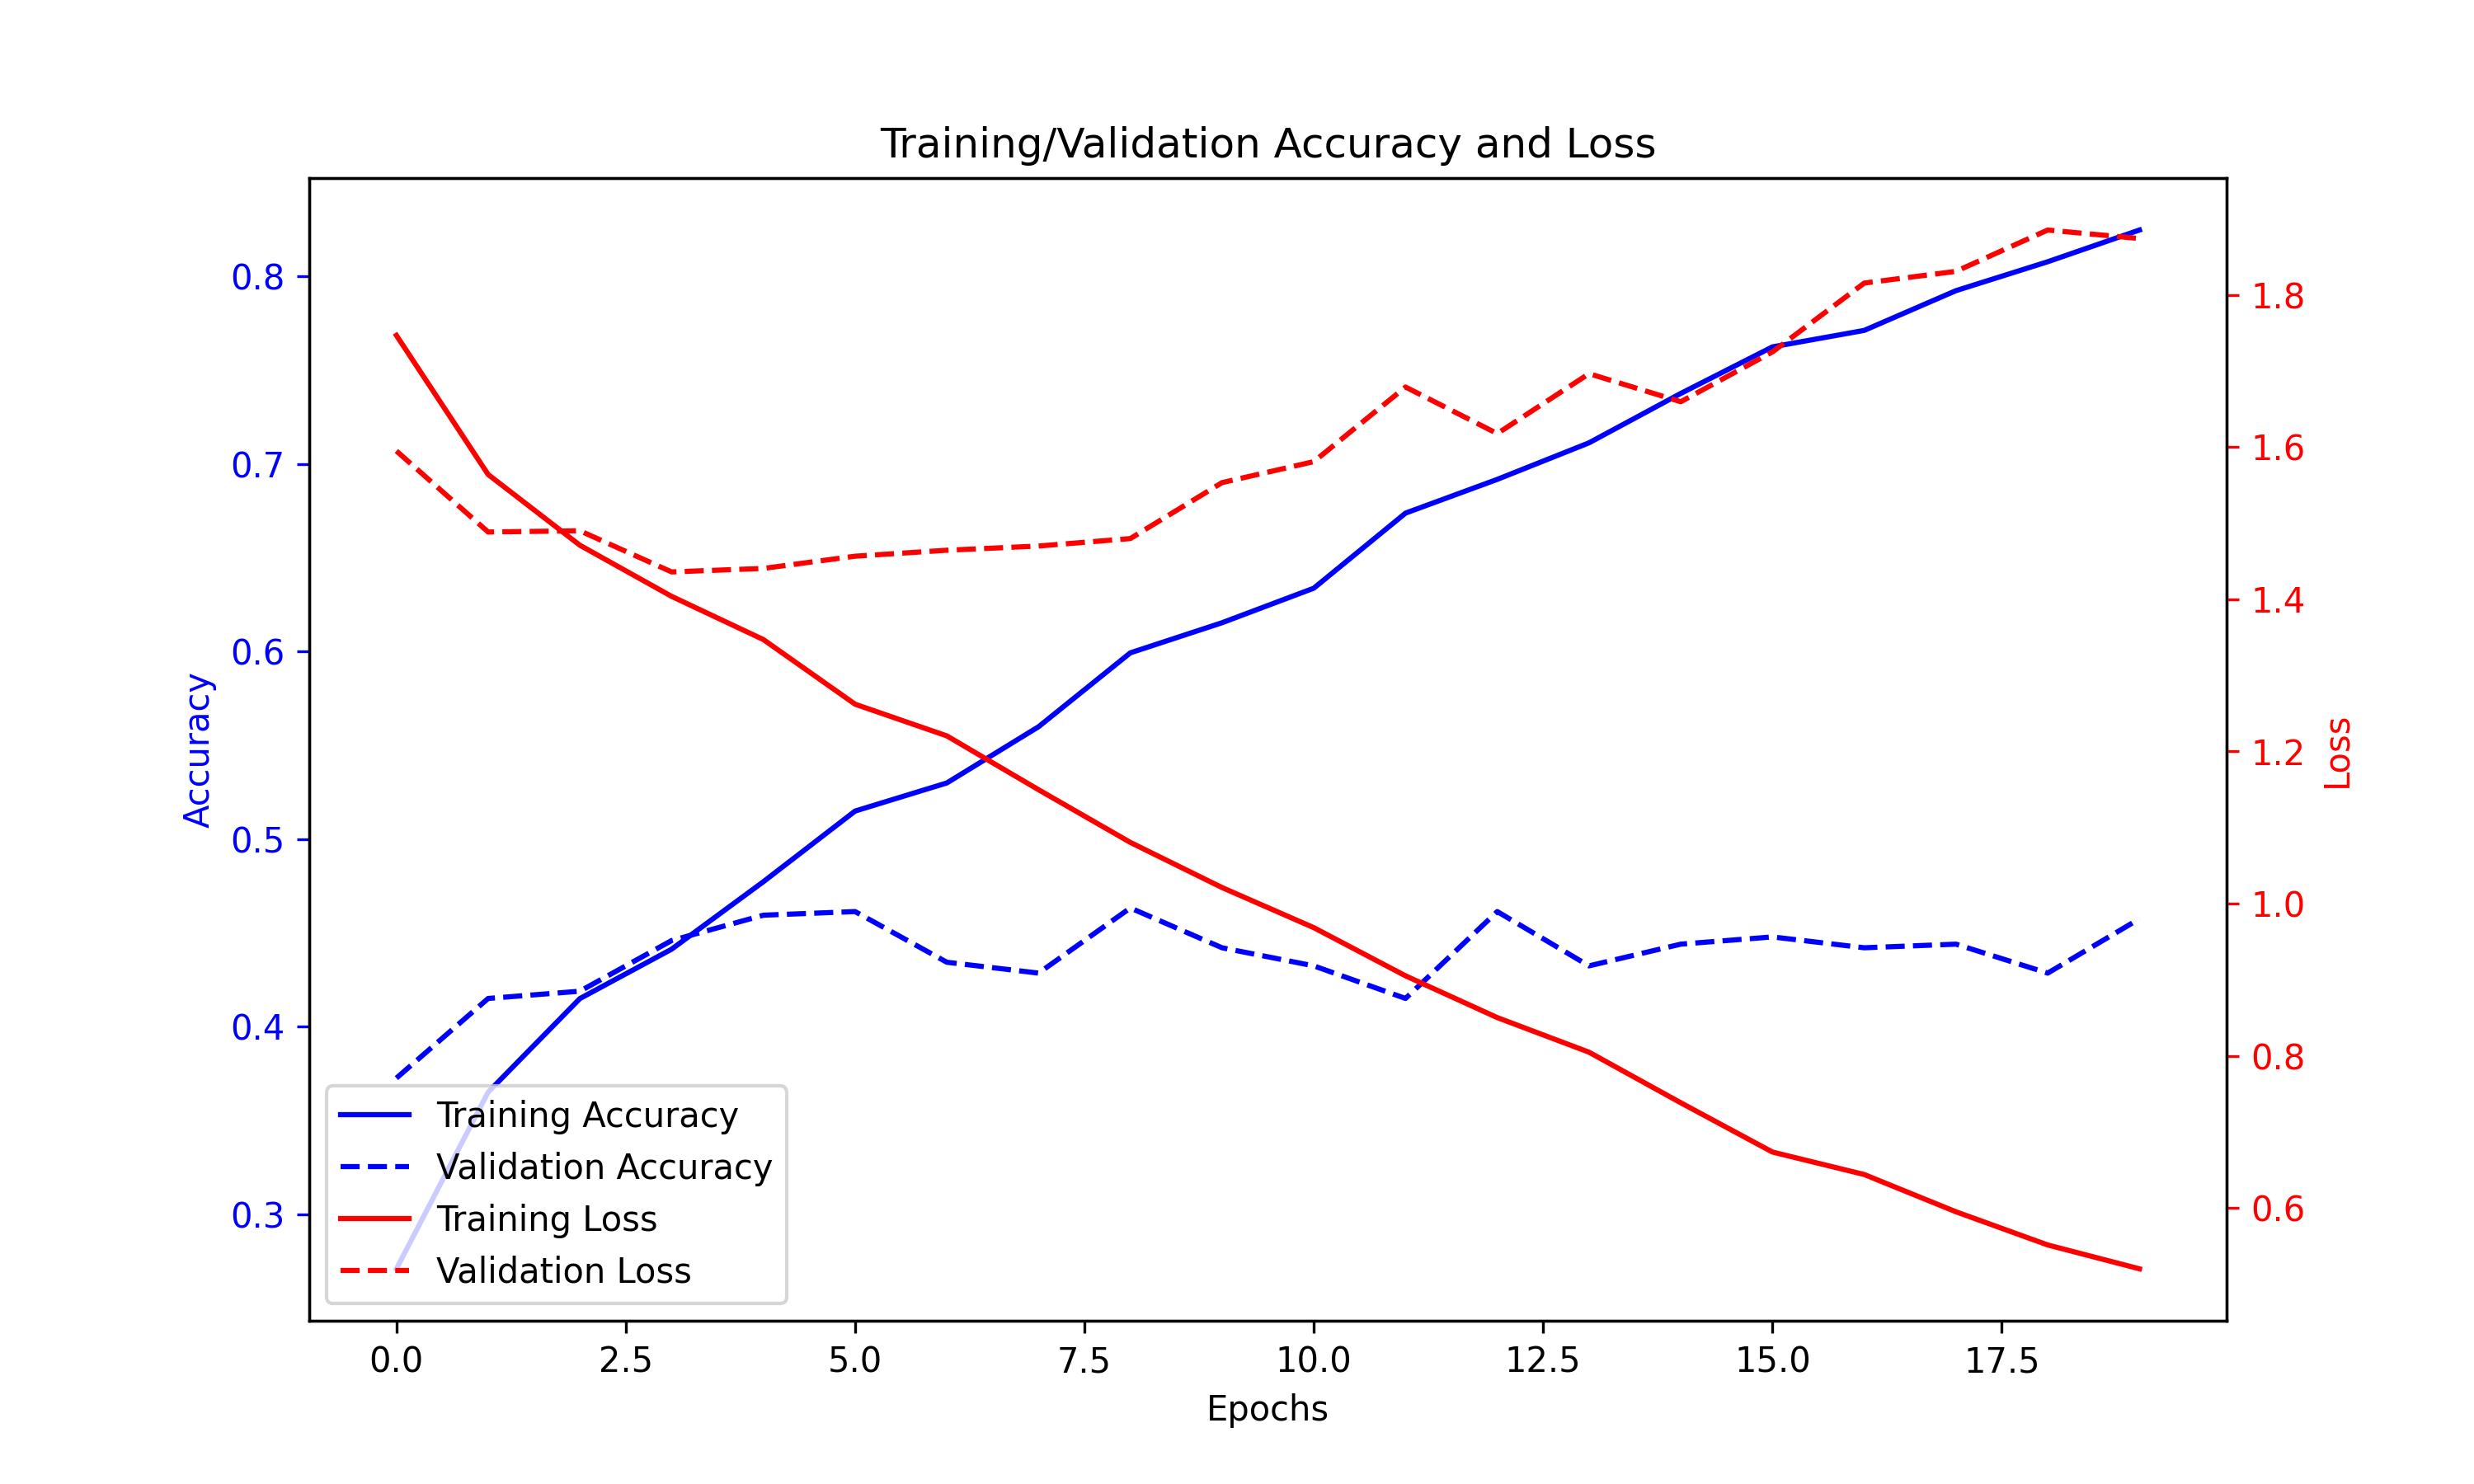 Training/Validation Accuracy and Loss
0.8
0.7
0.6
0.5
0.4
0.3
Accuracy
1.8
1.6
1.4
1.2
1.0
0.8
0.6
Loss
Training Accuracy
Validation Accuracy
Training Loss
Validation Loss
0.0 2.5 5.0 7.5 10.0 12.5 15.0 17.5
Epochs